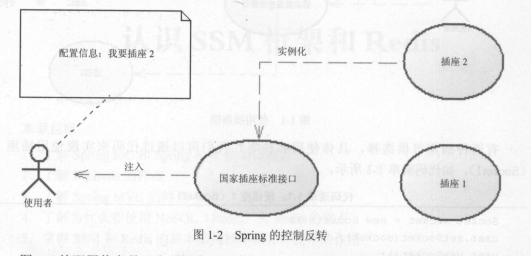 配置信息：我要插座 2
实例化
插座 2
注入
国家插座标准接口
插座 1
使用者
图 1-2 Spring 的控制反转